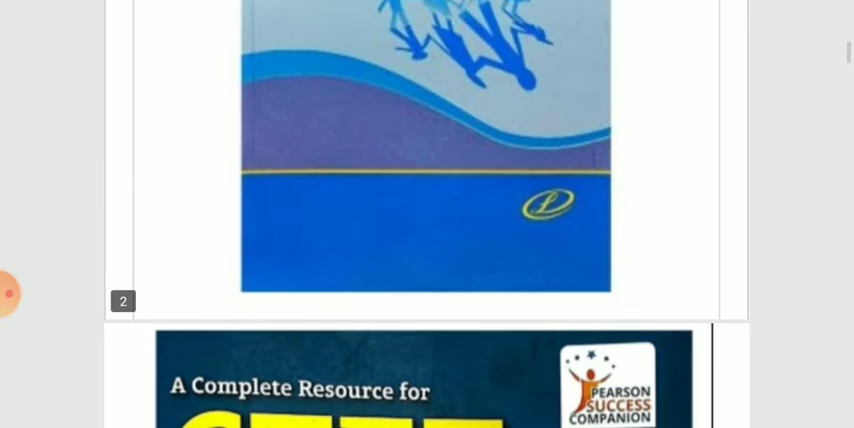 2
A Complete Resource for
PEARSON
SUCCESS
COMPANION